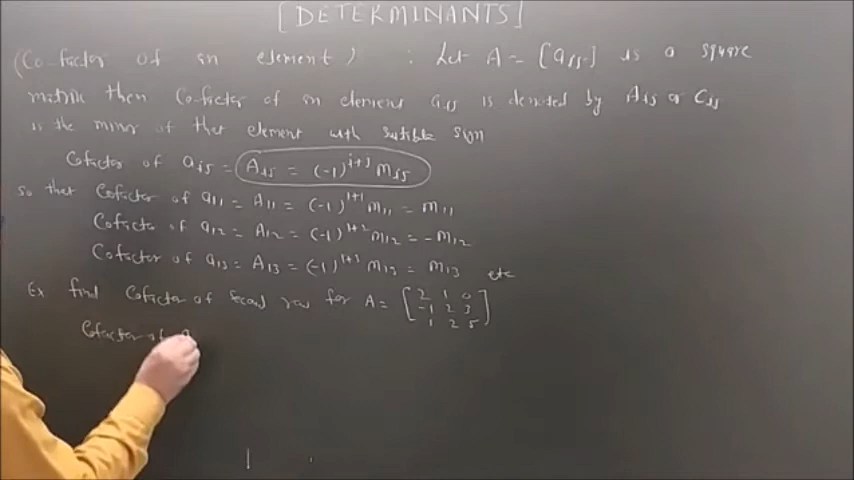 [DETERMINANTS]
(Co-factor of an element) : Let A = [aij] is a square
matrix then Co-factor of an element aij is denoted by Aij or Cij
is the minor of that element with suitable sign
Cofactor of aij = Aij = (-1)^{i+j} mij
so that Cofactor of a11 = A11 = (-1)^{1+1} m11 = m11
Cofactor of a12 = A12 = (-1)^{1+2} m12 = -m12
Cofactor of a13 = A13 = (-1)^{1+3} m13 = m13 etc
Ex find Cofactor of second row for A = [2 1 0
-1 2 3
1 2 5]
Cofactor of